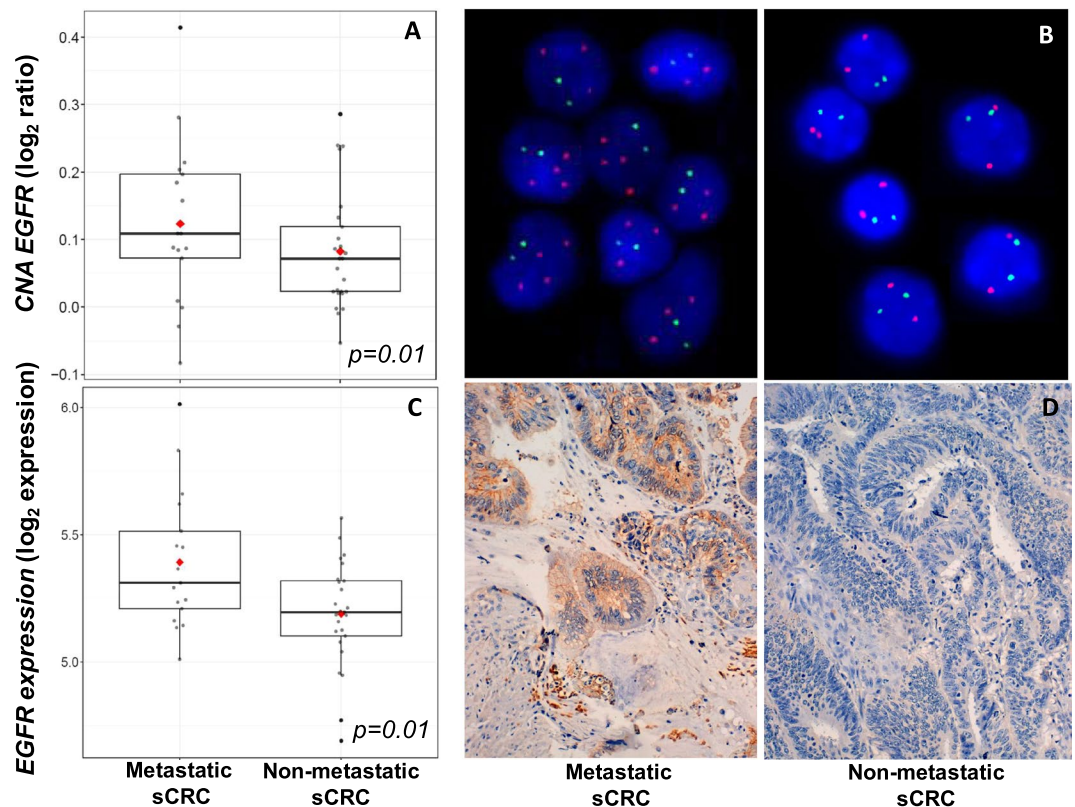 CNA EGFR (log₂ ratio)
0.4
0.3
0.2
0.1
0.0
−0.1
A
p=0.01
B
EGFR expression (log₂ expression)
6.0
5.5
5.0
C
p=0.01
D
Metastatic
sCRC
Non-metastatic
sCRC
Metastatic
sCRC
Non-metastatic
sCRC